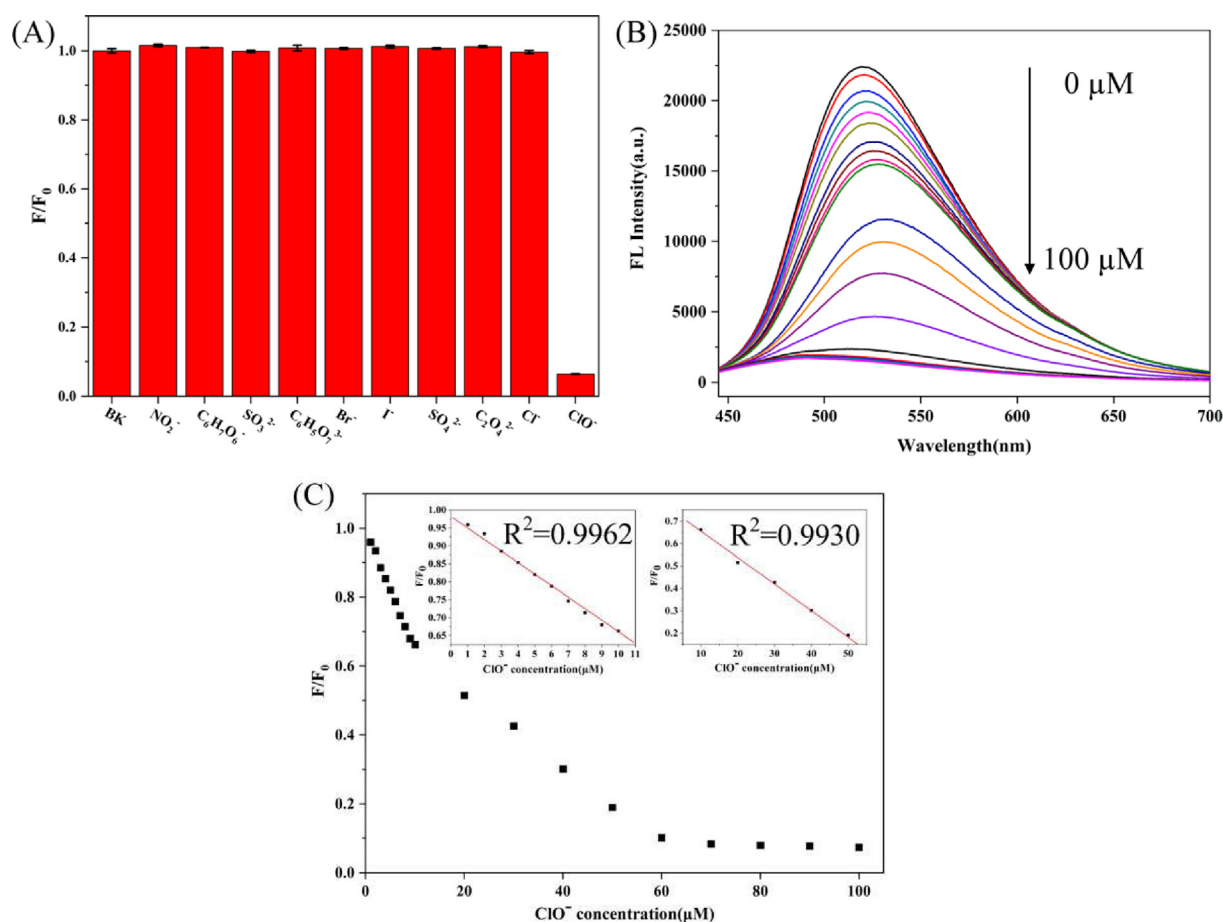 (A)
F/F₀
1.0
0.8
0.6
0.4
0.2
0.0
BK NO₂⁻ C₆H₇O₆⁻ SO₃²⁻ C₆H₅O₇³⁻ Br⁻ I⁻ SO₄²⁻ C₂O₄²⁻ Cl⁻ ClO⁻
(B)
FL Intensity(a.u.)
25000
22500
20000
17500
15000
12500
10000
7500
5000
2500
0
0 μM
100 μM
450 500 550 600 650 700
Wavelength(nm)
(C)
F/F₀
1.0
0.8
0.6
0.4
0.2
0.0
0 20 40 60 80 100
ClO⁻ concentration(μM)
R²=0.9962
F/F₀
1.00
0.95
0.90
0.85
0.80
0.75
0.70
0.65
0 1 2 3 4 5 6 7 8 9 10 11
ClO⁻ concentration(μM)
R²=0.9930
F/F₀
0.7
0.6
0.5
0.4
0.3
0.2
10 20 30 40 50
ClO⁻ concentration(μM)